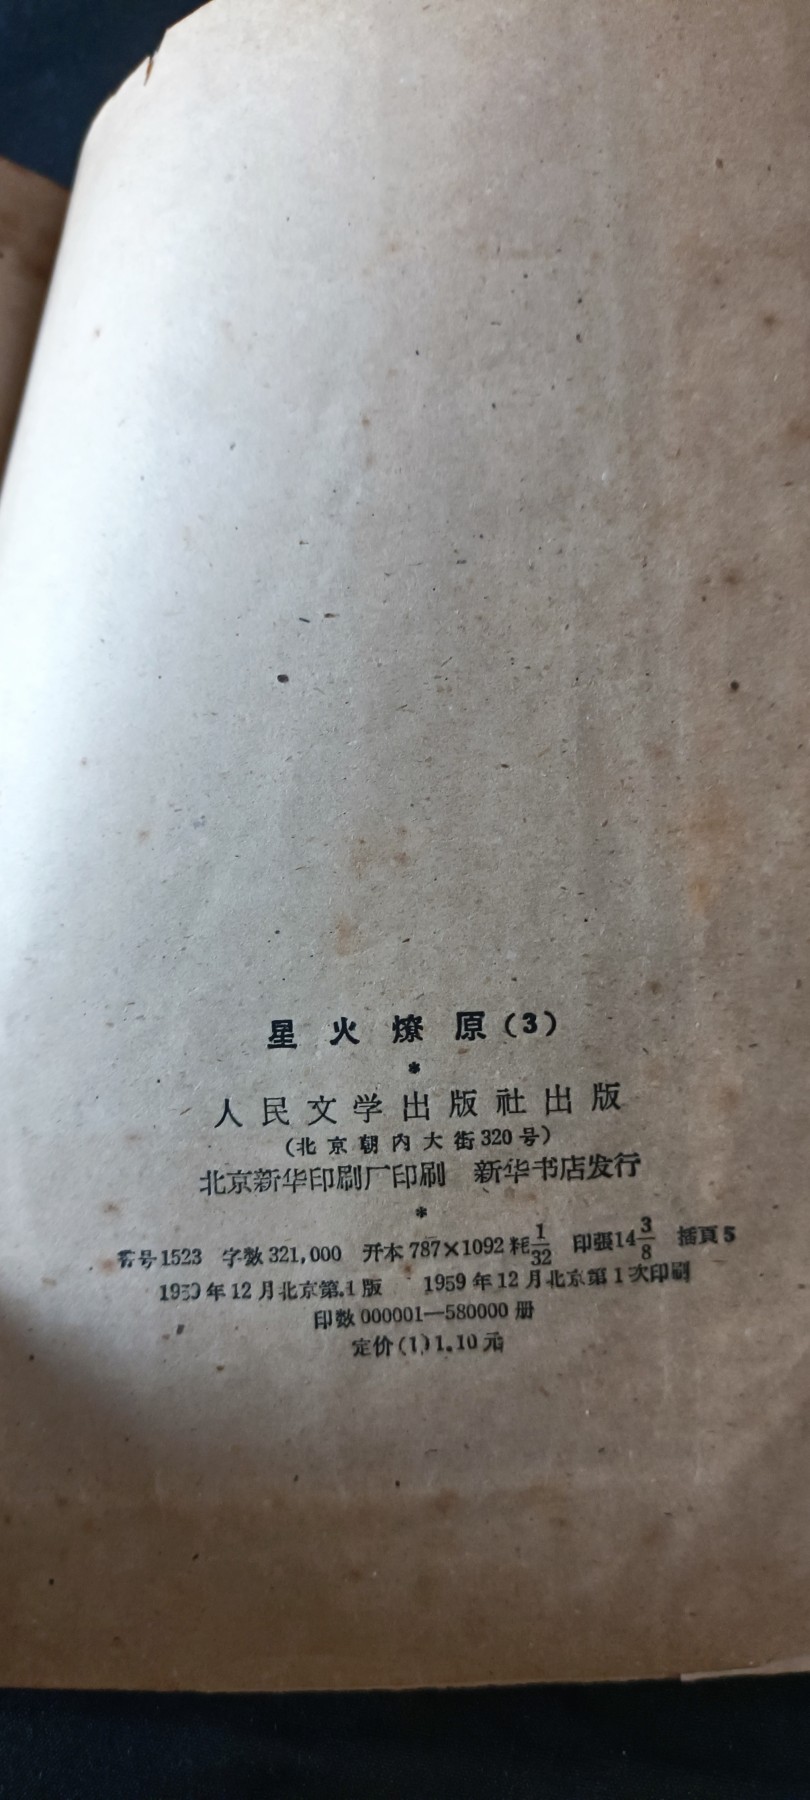 星火燎原(3)
*
人民文学出版社出版
(北京朝内大街320号)
北京新华印刷厂印刷 新华书店发行
*
书号1523 字数321,000 开本787×1092耗1/32 印張14 3/8 插頁5
1959年12月北京第1版 1959年12月北京第1次印刷
印数000001—580000册
定价(1)1.10元